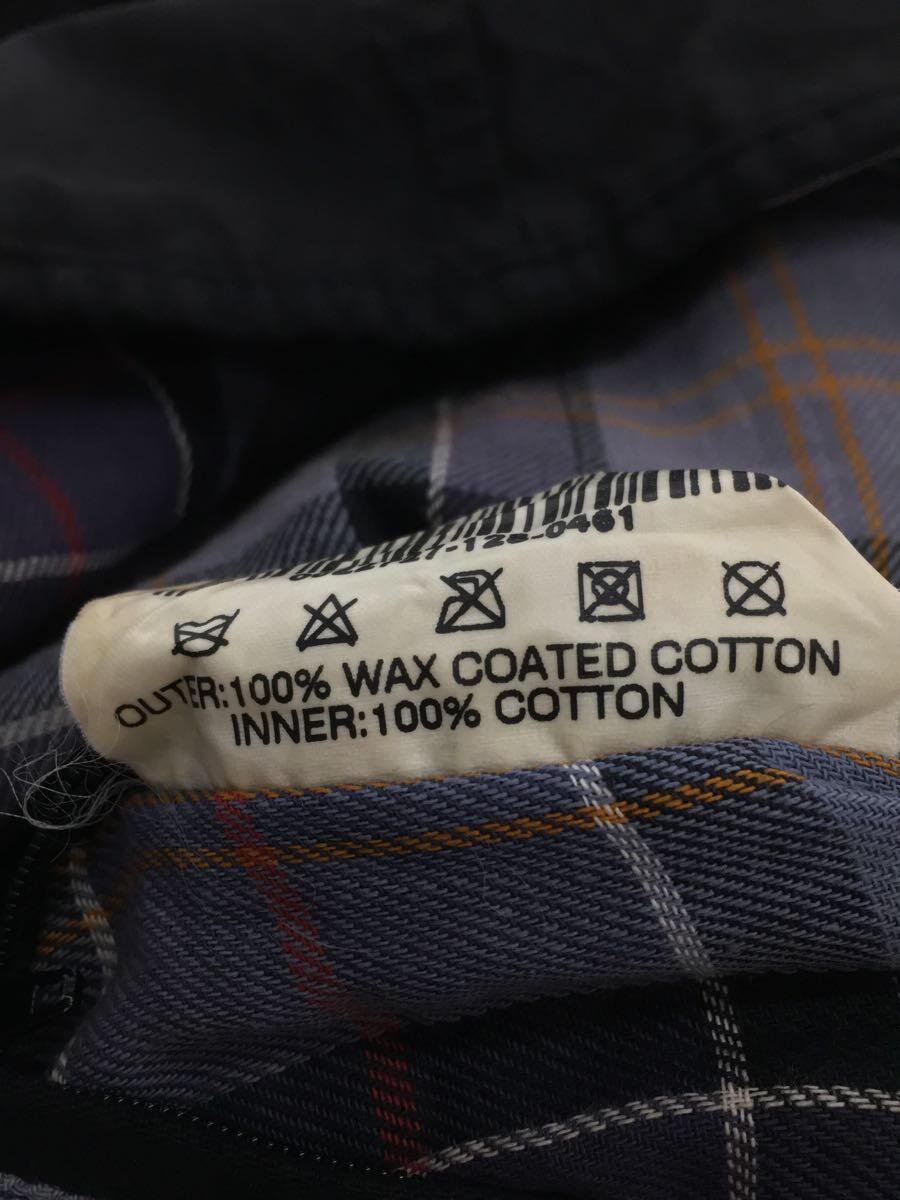 OUTER:100% WAX COATED COTTON
INNER:100% COTTON